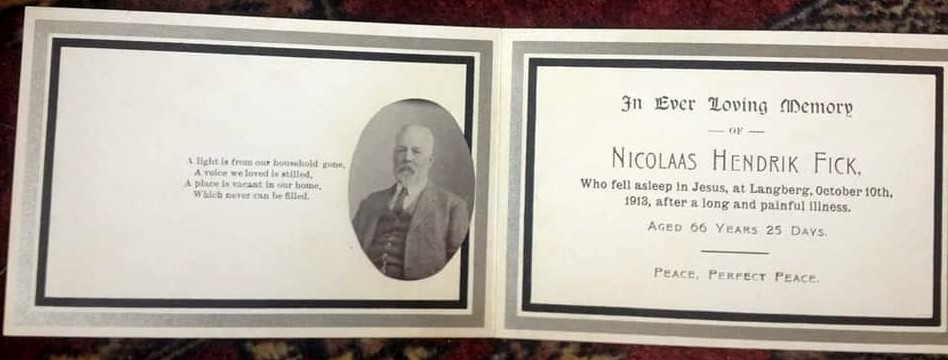 A light is from our household gone,
A voice we loved is stilled,
A place is vacant in our home,
Which never can be filled.
In Ever Loving Memory
— OF —
NICOLAAS HENDRIK FICK,
Who fell asleep in Jesus, at Langberg, October 10th,
1913, after a long and painful illness.
AGED 66 YEARS 25 DAYS.
PEACE, PERFECT PEACE.